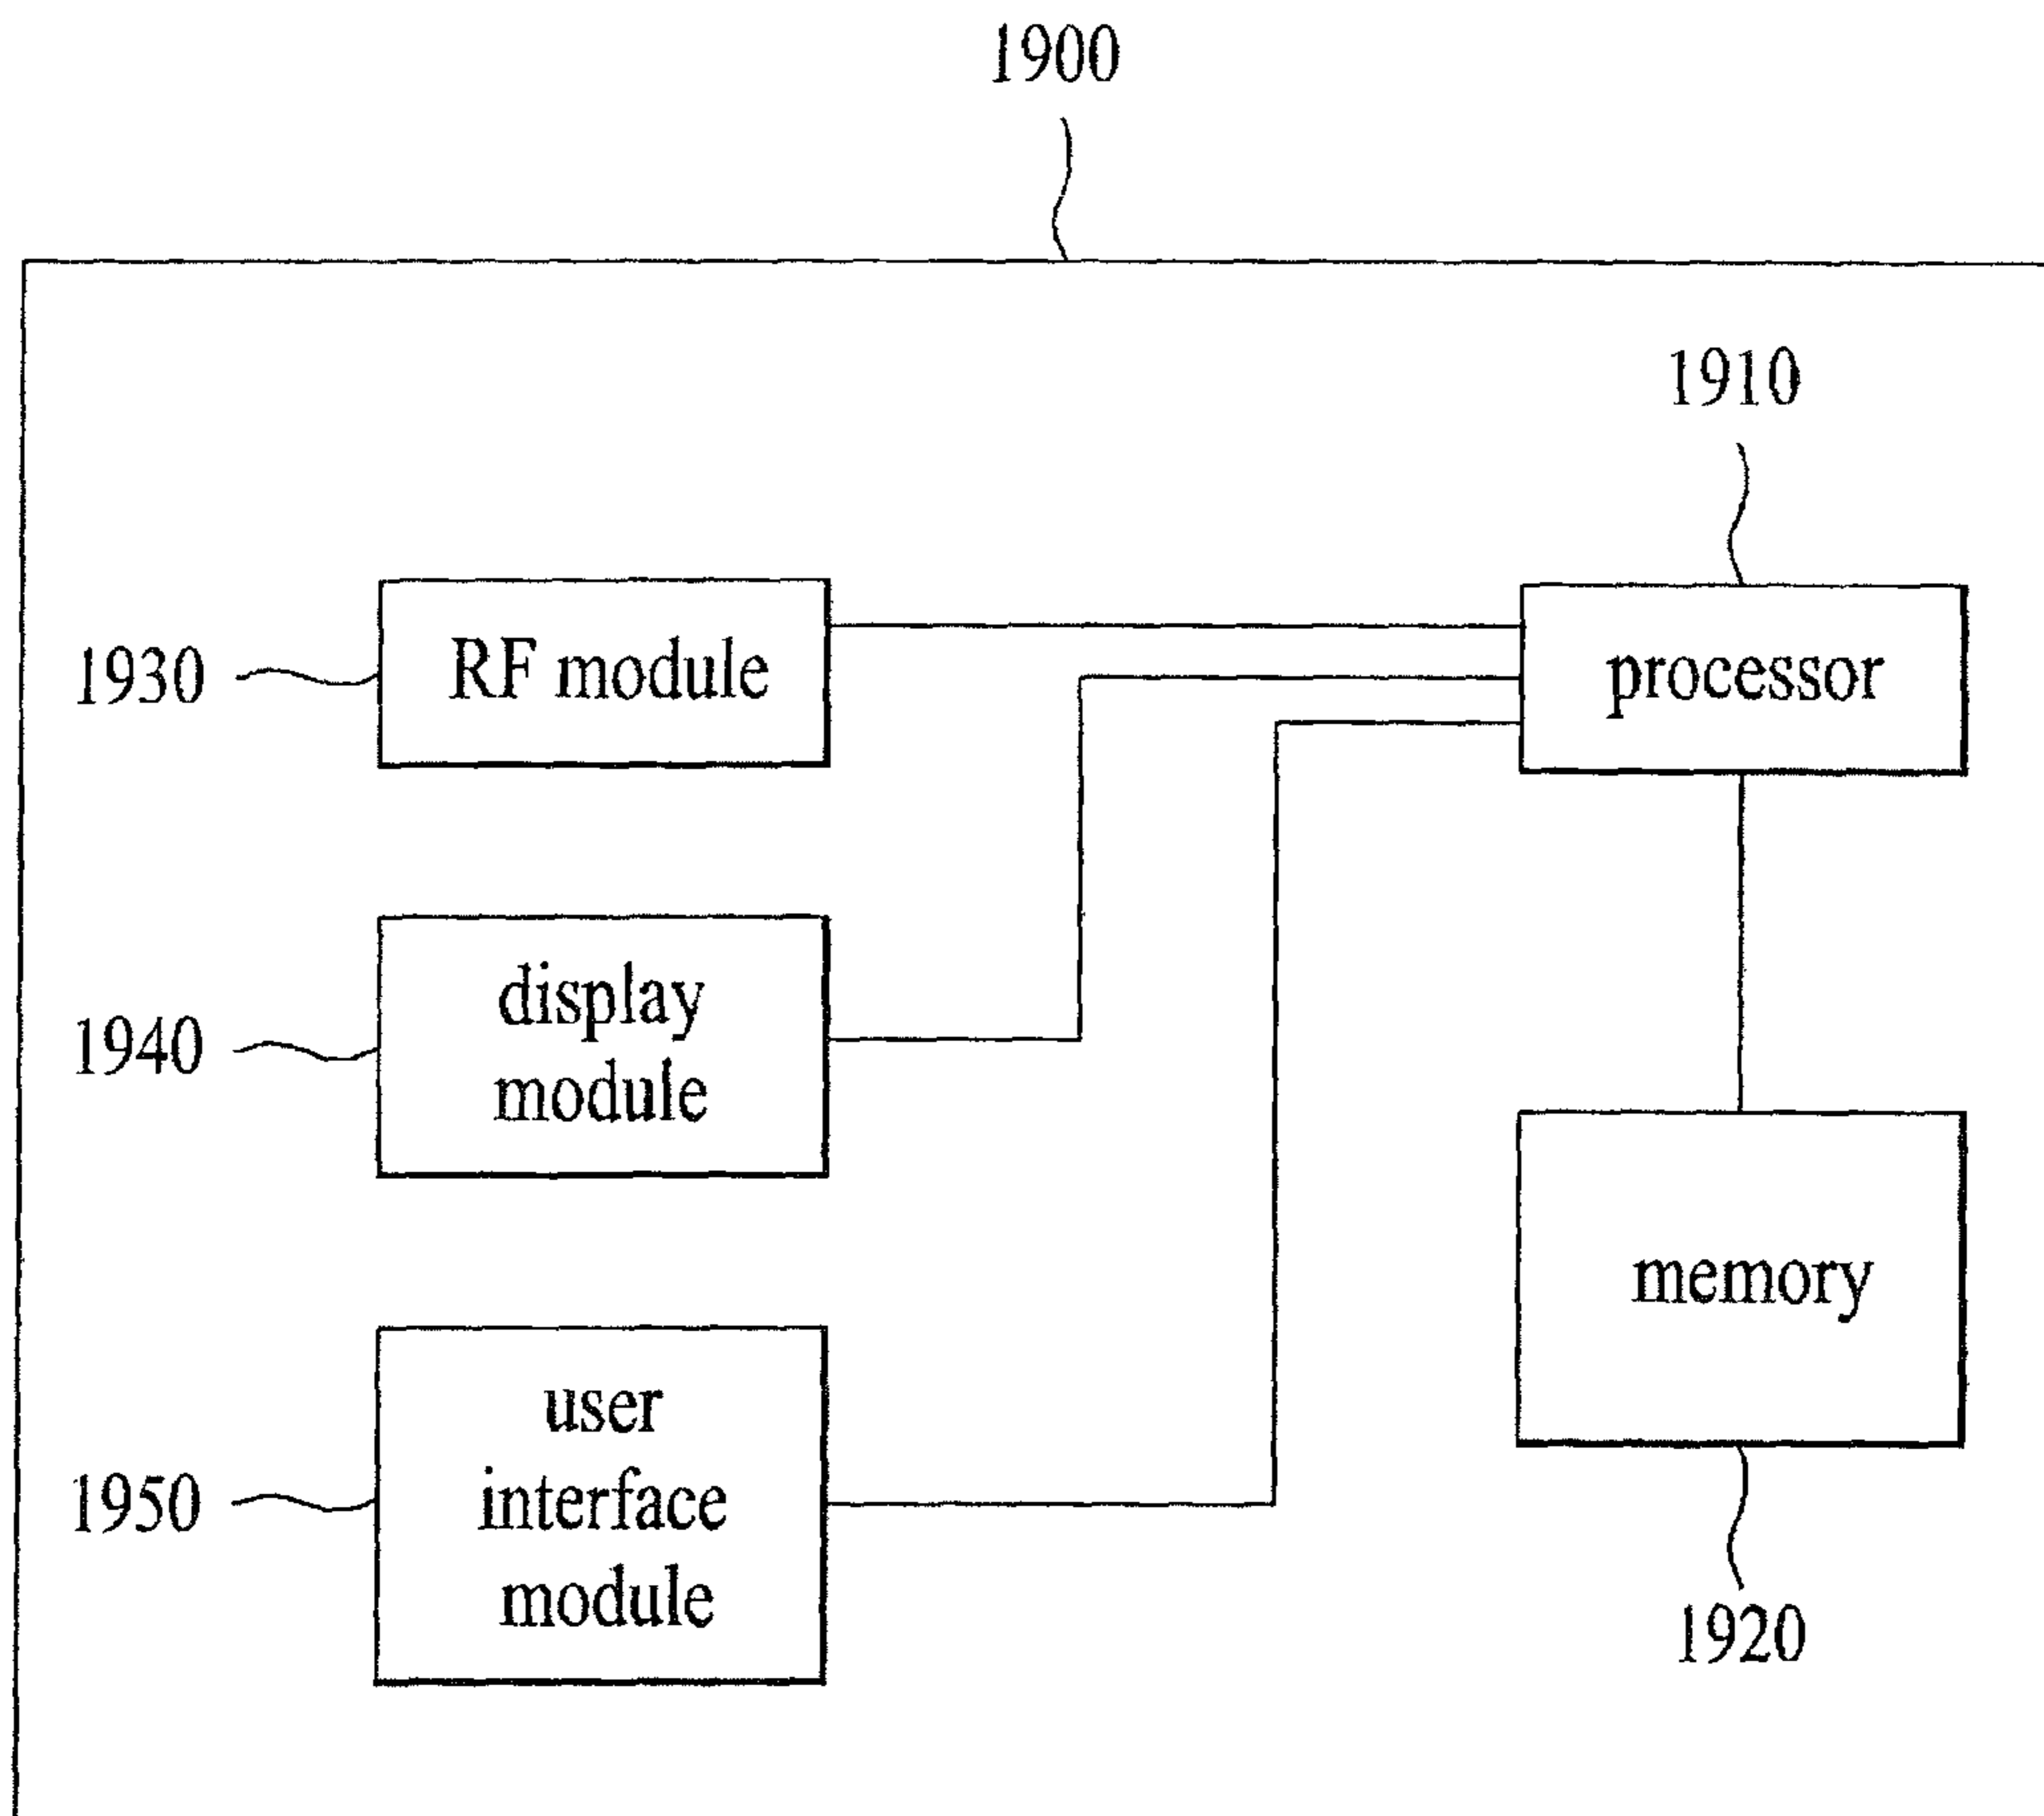 1900
1910
1930
RF module
processor
1940
display
module
memory
1950
user
interface
module
1920